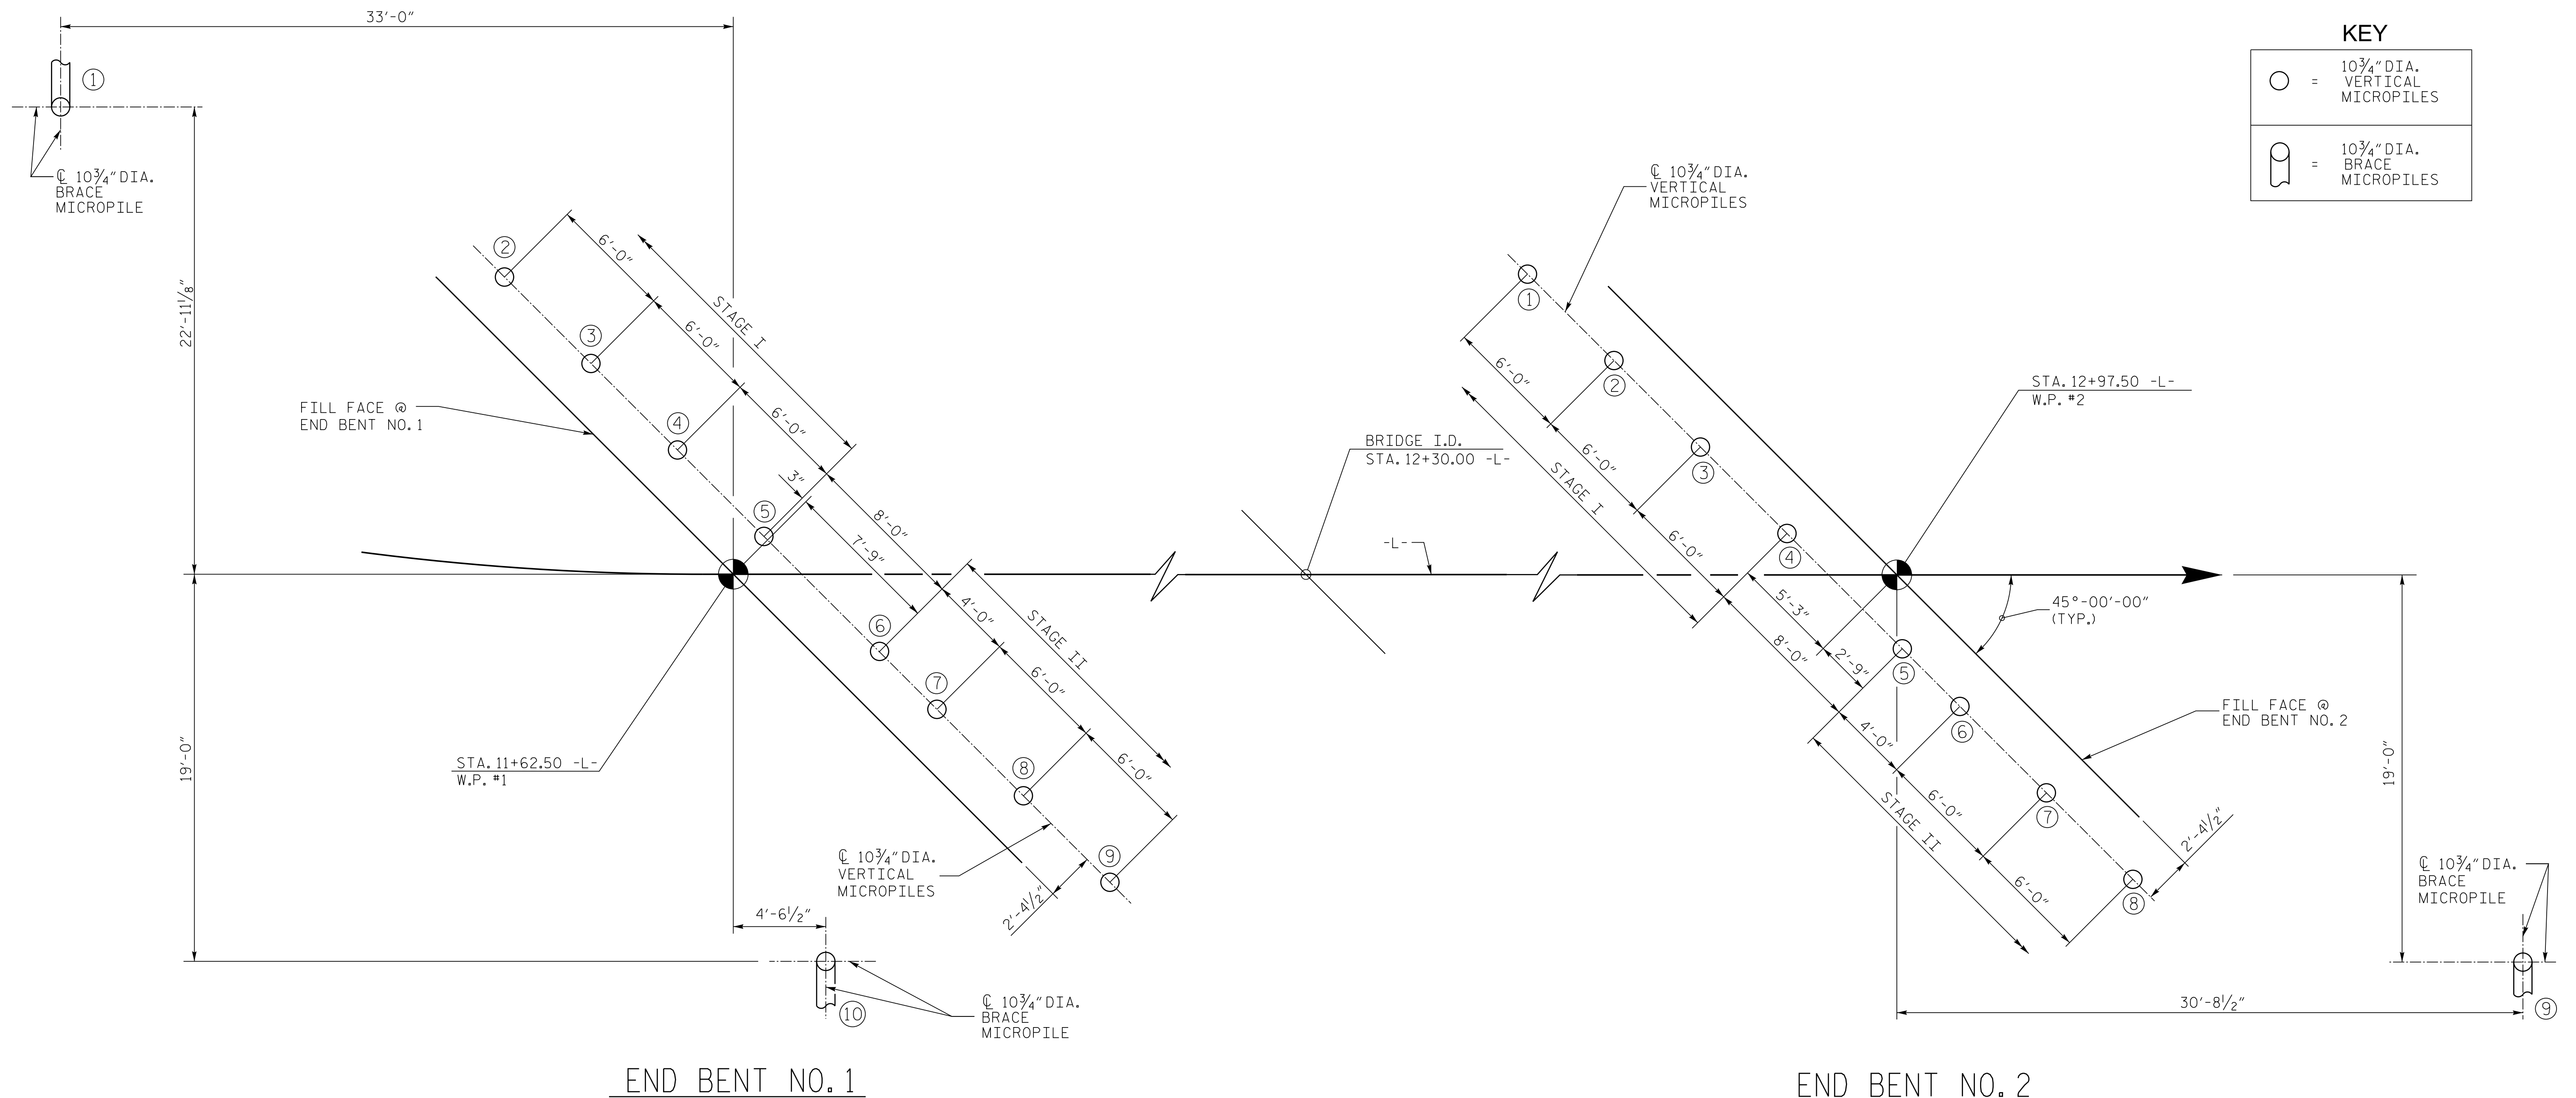 33'-0"
KEY
10¾" DIA.
VERTICAL
MICROPILES
=
10¾" DIA.
BRACE
MICROPILES
=
1
℄ 10¾" DIA.
BRACE
MICROPILE
22'-11⅛"
19'-0"
2
3
4
5
6
7
8
9
6'-0"
6'-0"
6'-0"
STAGE I
3"
7'-9"
8'-0"
4'-0"
6'-0"
6'-0"
STAGE II
FILL FACE @
END BENT NO. 1
STA. 11+62.50 -L-
W.P. #1
℄ 10¾" DIA.
VERTICAL
MICROPILES
2'-4½"
4'-6½"
10
℄ 10¾" DIA.
BRACE
MICROPILE
END BENT NO. 1
BRIDGE I.D.
STA. 12+30.00 -L-
-L-
℄ 10¾" DIA.
VERTICAL
MICROPILES
1
2
3
4
5
6
7
8
6'-0"
6'-0"
6'-0"
STAGE I
5'-3"
2'-9"
8'-0"
4'-0"
6'-0"
6'-0"
STAGE II
STA. 12+97.50 -L-
W.P. #2
45°-00'-00"
(TYP.)
FILL FACE @
END BENT NO. 2
2'-4½"
19'-0"
℄ 10¾" DIA.
BRACE
MICROPILE
30'-8½"
9
END BENT NO. 2